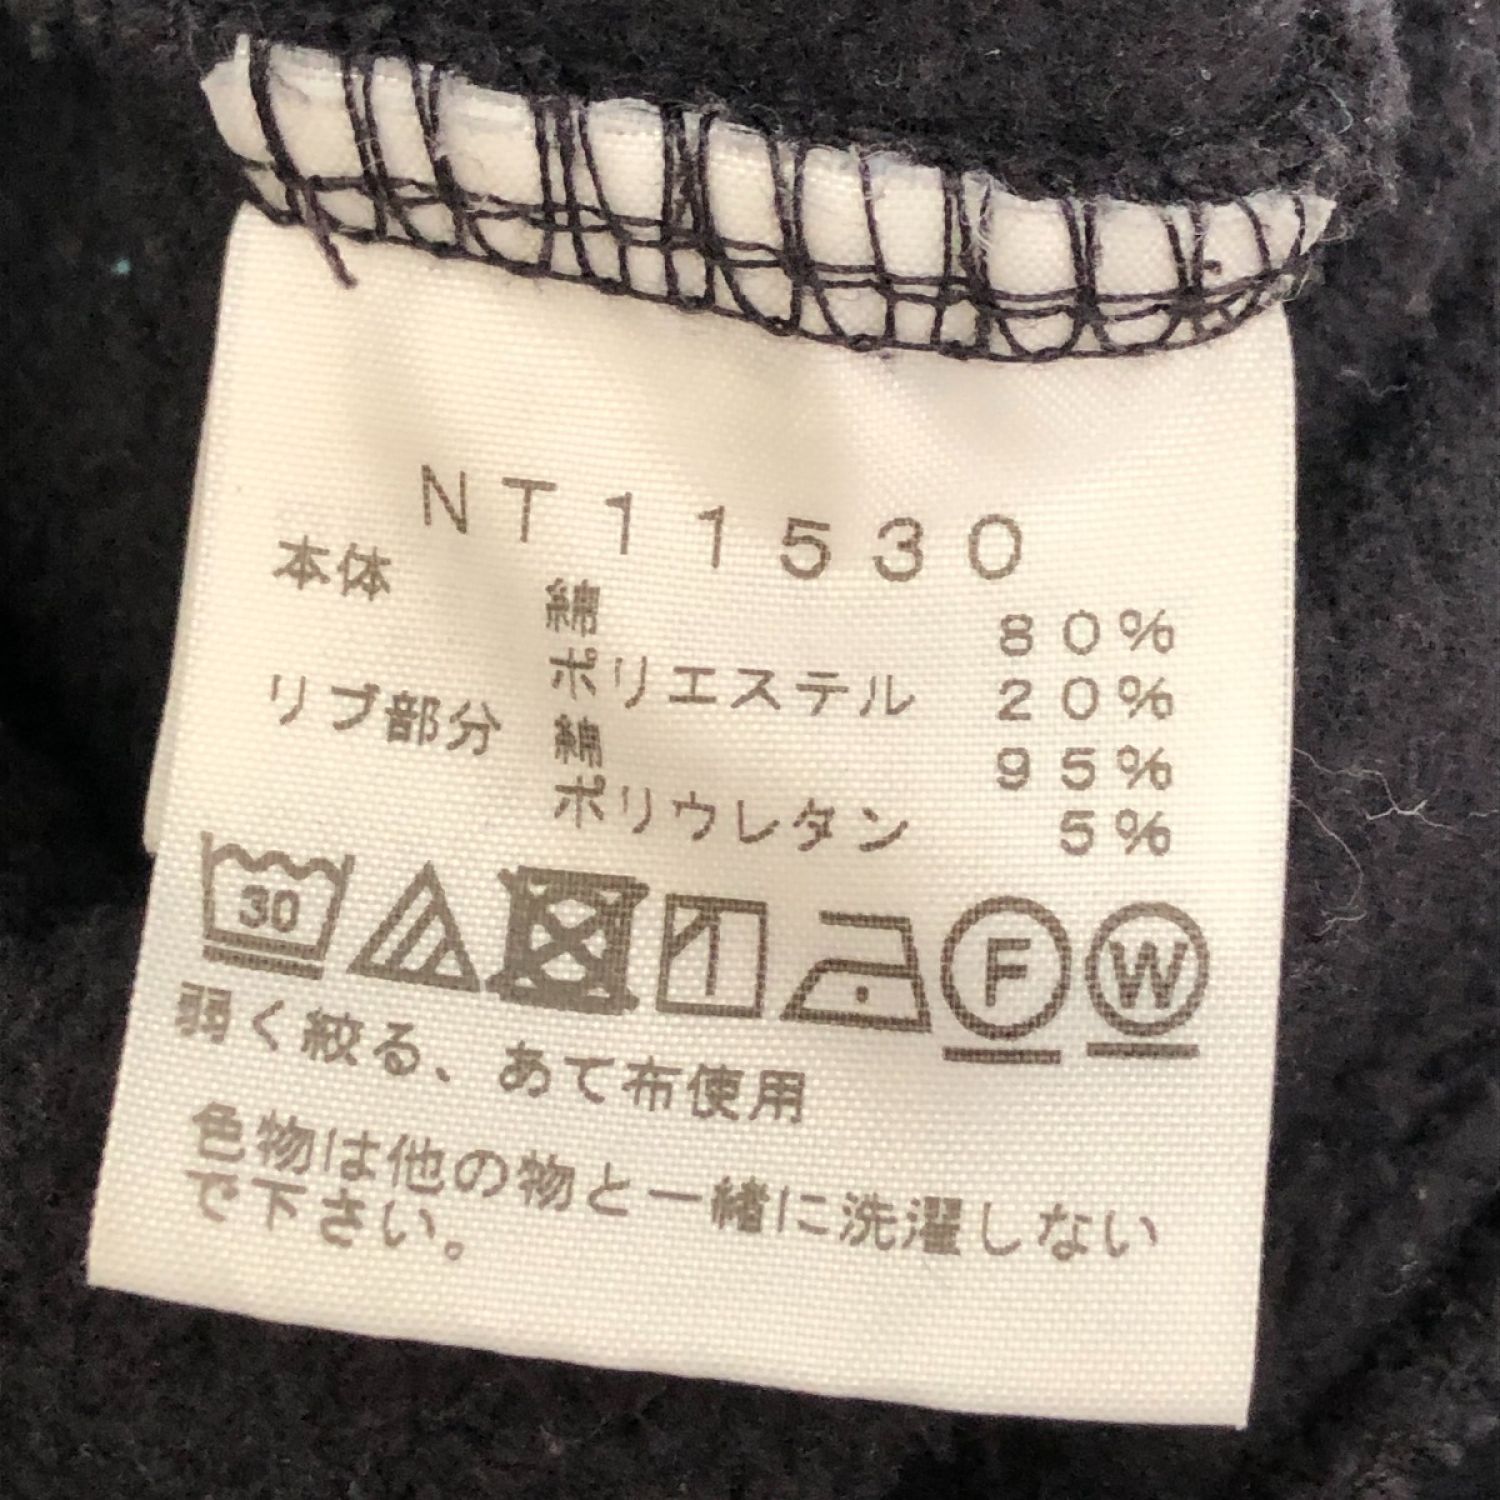 NT11530
本体 綿 80%
ポリエステル 20%
リブ部分 綿 95%
ポリウレタン 5%
30 F W
弱く絞る、あて布使用
色物は他の物と一緒に洗濯しない
で下さい。